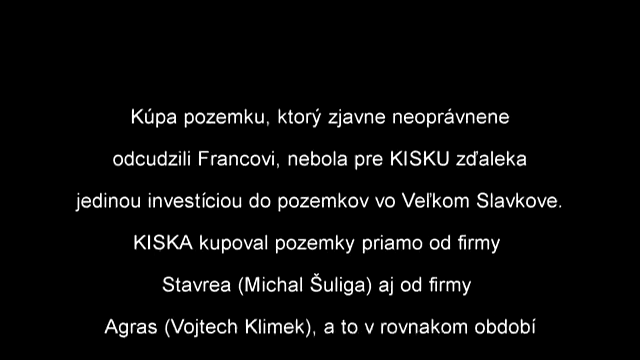 Kúpa pozemku, ktorý zjavne neoprávnene
odcudzili Francovi, nebola pre KISKU zďaleka
jedinou investíciou do pozemkov vo Veľkom Slavkove.
KISKA kupoval pozemky priamo od firmy
Stavrea (Michal Šuliga) aj od firmy
Agras (Vojtech Klimek), a to v rovnakom období